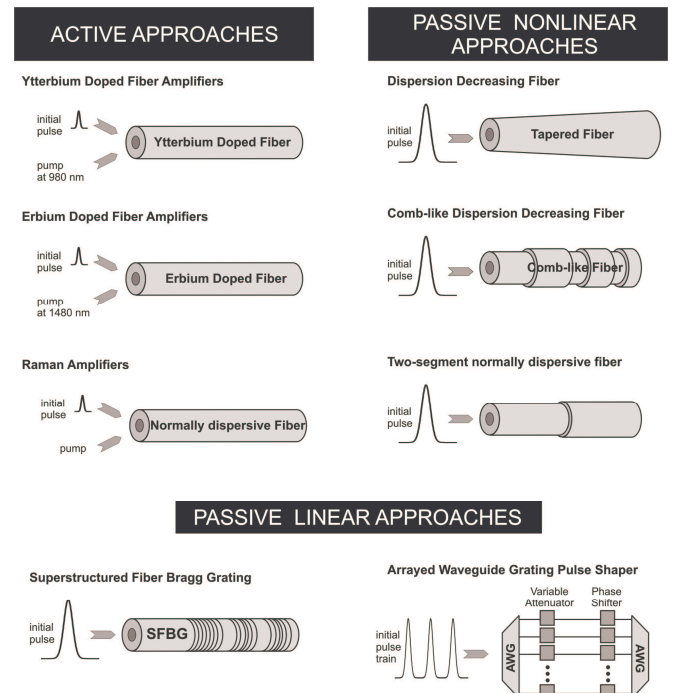 ACTIVE APPROACHES
Ytterbium Doped Fiber Amplifiers
initial
pulse
pump
at 980 nm
Ytterbium Doped Fiber
Erbium Doped Fiber Amplifiers
initial
pulse
pump
at 1480 nm
Erbium Doped Fiber
Raman Amplifiers
initial
pulse
pump
Normally dispersive Fiber
PASSIVE NONLINEAR
APPROACHES
Dispersion Decreasing Fiber
initial
pulse
Tapered Fiber
Comb-like Dispersion Decreasing Fiber
initial
pulse
Comb-like Fiber
Two-segment normally dispersive fiber
initial
pulse
PASSIVE LINEAR APPROACHES
Superstructured Fiber Bragg Grating
initial
pulse
SFBG
Arrayed Waveguide Grating Pulse Shaper
Variable
Attenuator
Phase
Shifter
initial
pulse
train
AWG
AWG